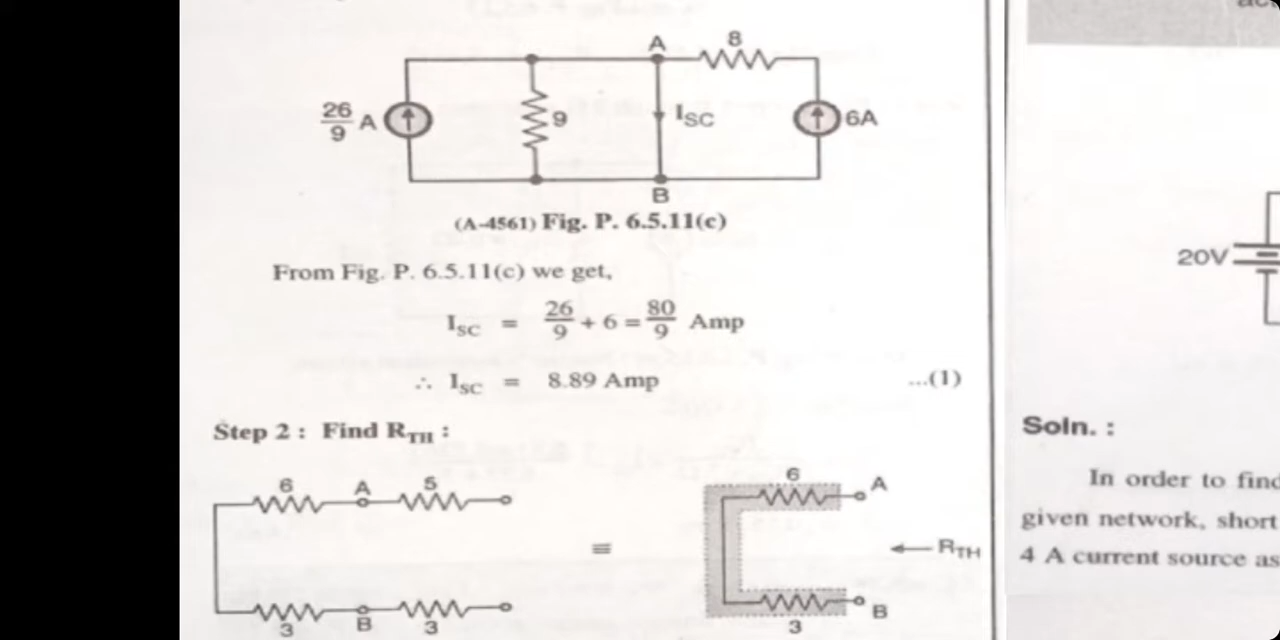 A 8
26/9 A 9 I_SC 6A
B
(A-4561) Fig. P. 6.5.11(c)
From Fig. P. 6.5.11(c) we get,
I_SC = 26/9 + 6 = 80/9 Amp
∴ I_SC = 8.89 Amp ...(1)
Step 2 : Find R_TH :
6 A 5
3 B 3
≡
6 A
← R_TH
B
3
20V
Soln. :
In order to find
given network, short
4 A current source as